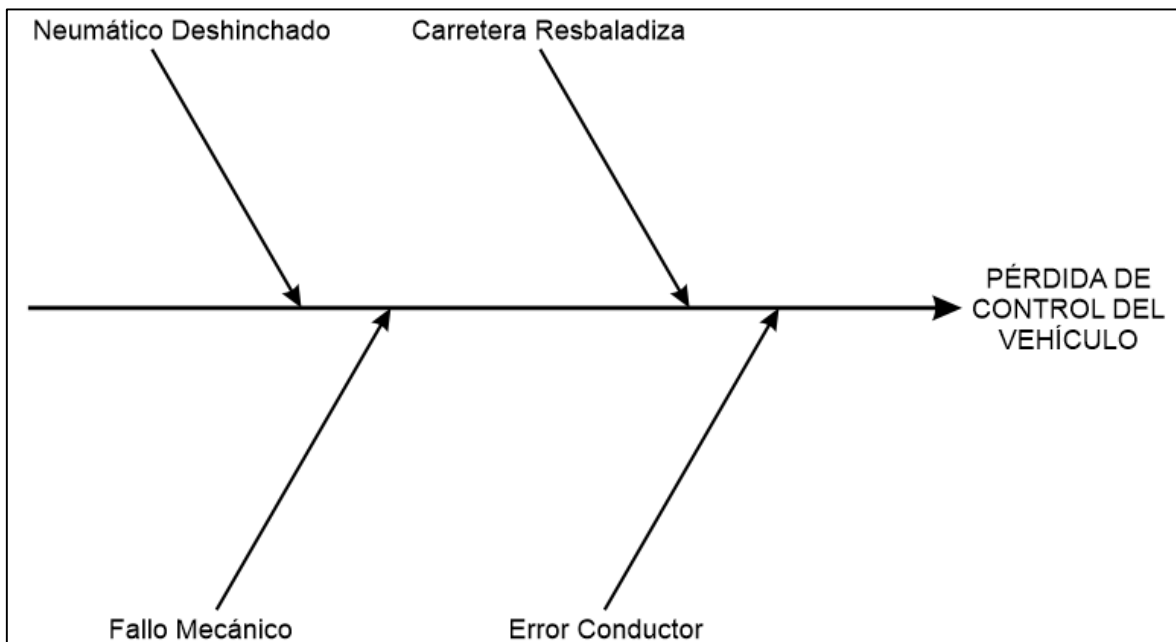 Neumático Deshinchado
Carretera Resbaladiza
PÉRDIDA DE
CONTROL DEL
VEHÍCULO
Fallo Mecánico
Error Conductor